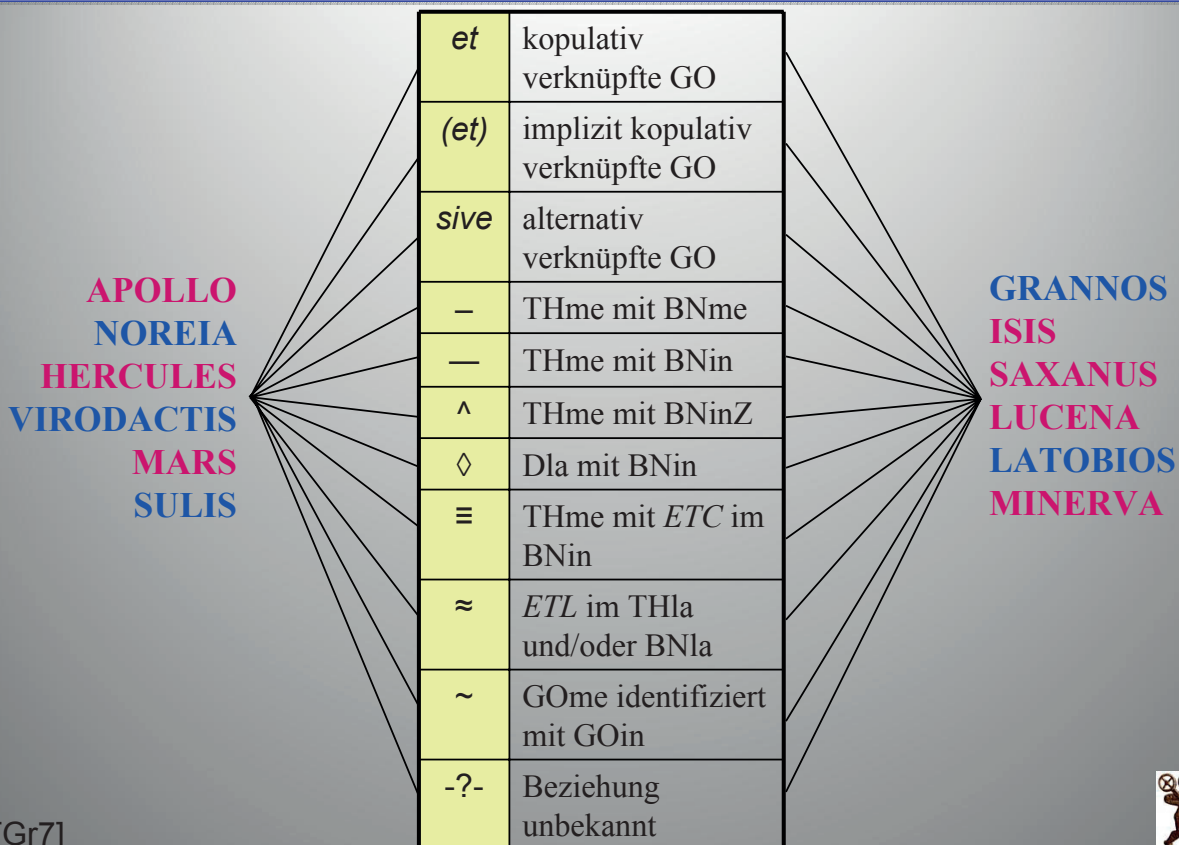 APOLLO
NOREIA
HERCULES
VIRODACTIS
MARS
SULIS
et kopulativ
verknüpfte GO
(et) implizit kopulativ
verknüpfte GO
sive alternativ
verknüpfte GO
– THme mit BNme
— THme mit BNin
^ THme mit BNinZ
◊ Dla mit BNin
≡ THme mit ETC im
BNin
≈ ETL im THla
und/oder BNla
~ GOme identifiziert
mit GOin
-?- Beziehung
unbekannt
GRANNOS
ISIS
SAXANUS
LUCENA
LATOBIOS
MINERVA
[Gr7]